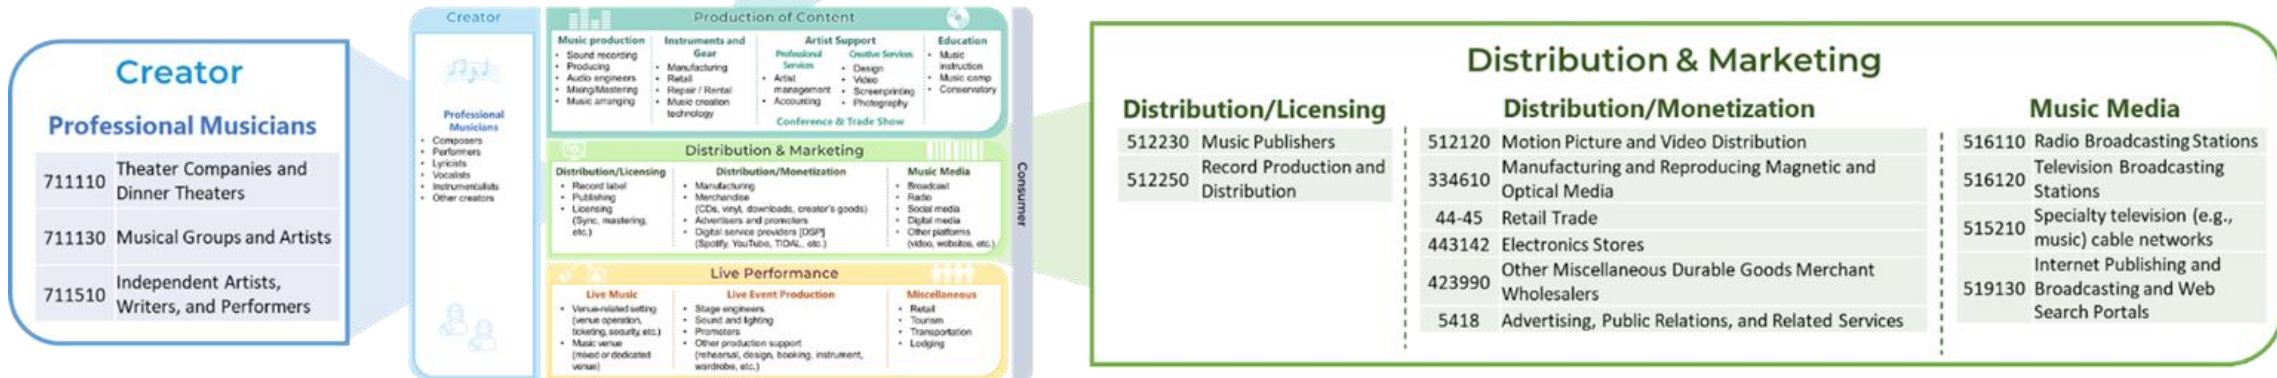 Creator
Professional Musicians
711110 Theater Companies and
Dinner Theaters
711130 Musical Groups and Artists
711510 Independent Artists,
Writers, and Performers
Creator
Professional
Musicians
• Composers
• Performers
• Lyricists
• Vocalists
• Instrumentalists
• Other creators
Production of Content
Music production
• Sound recording
• Producing
• Audio engineers
• Mixing/Mastering
• Music arranging
Instruments and
Gear
• Manufacturing
• Retail
• Repair / Rental
• Music creation
technology
Artist Support
Professional
Services
• Artist
management
• Accounting
Creative Services
• Design
• Video
• Screenprinting
• Photography
Conference & Trade Show
Education
• Music
instruction
• Music camp
• Conservatory
Distribution & Marketing
Distribution/Licensing
• Record label
• Publishing
• Licensing
(Sync, mastering,
etc.)
Distribution/Monetization
• Manufacturing
• Merchandise
(CDs, vinyl, downloads, creator's goods)
• Advertisers and promoters
• Digital service providers [DSP]
(Spotify, YouTube, TIDAL, etc.)
Music Media
• Broadcast
• Radio
• Social media
• Digital media
• Other platforms
(video, websites, etc.)
Live Performance
Live Music
• Venue-related setting
(venue operation,
ticketing, security, etc.)
• Music venue
(mixed or dedicated
venue)
Live Event Production
• Stage engineers
• Sound and lighting
• Promoters
• Other production support
(rehearsal, design, booking, instrument,
wardrobe, etc.)
Miscellaneous
• Retail
• Tourism
• Transportation
• Lodging
Consumer
Distribution & Marketing
Distribution/Licensing
512230 Music Publishers
512250 Record Production and
Distribution
Distribution/Monetization
512120 Motion Picture and Video Distribution
334610 Manufacturing and Reproducing Magnetic and
Optical Media
44-45 Retail Trade
443142 Electronics Stores
423990 Other Miscellaneous Durable Goods Merchant
Wholesalers
5418 Advertising, Public Relations, and Related Services
Music Media
516110 Radio Broadcasting Stations
516120 Television Broadcasting
Stations
515210 Specialty television (e.g.,
music) cable networks
519130 Internet Publishing and
Broadcasting and Web
Search Portals